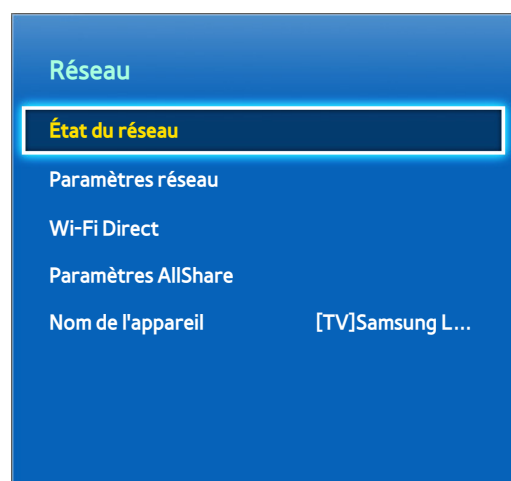 Réseau
État du réseau
Paramètres réseau
Wi-Fi Direct
Paramètres AllShare
Nom de l'appareil [TV]Samsung L...